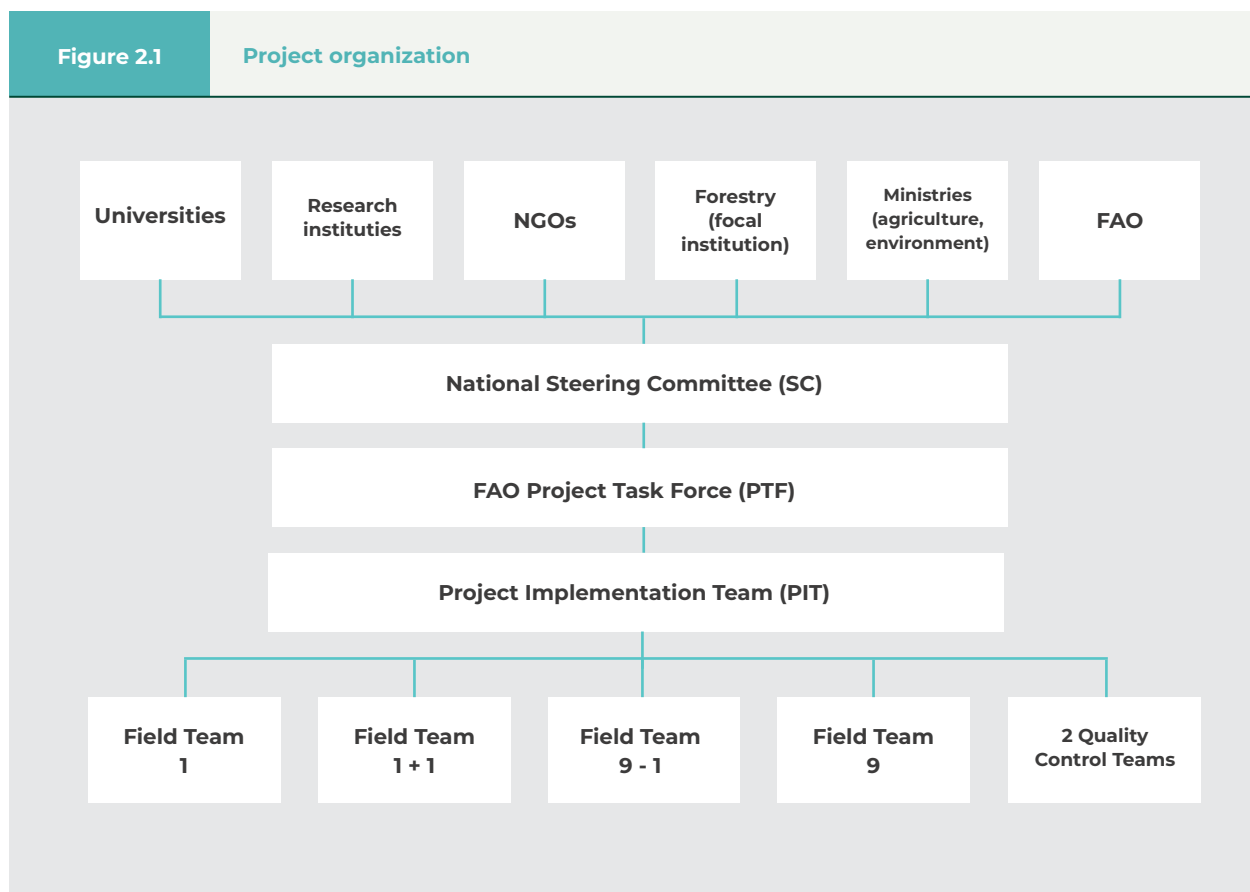 Figure 2.1
Project organization
Universities
Research
instituties
NGOs
Forestry
(focal
institution)
Ministries
(agriculture,
environment)
FAO
National Steering Committee (SC)
FAO Project Task Force (PTF)
Project Implementation Team (PIT)
Field Team
1
Field Team
1 + 1
Field Team
9 - 1
Field Team
9
2 Quality
Control Teams